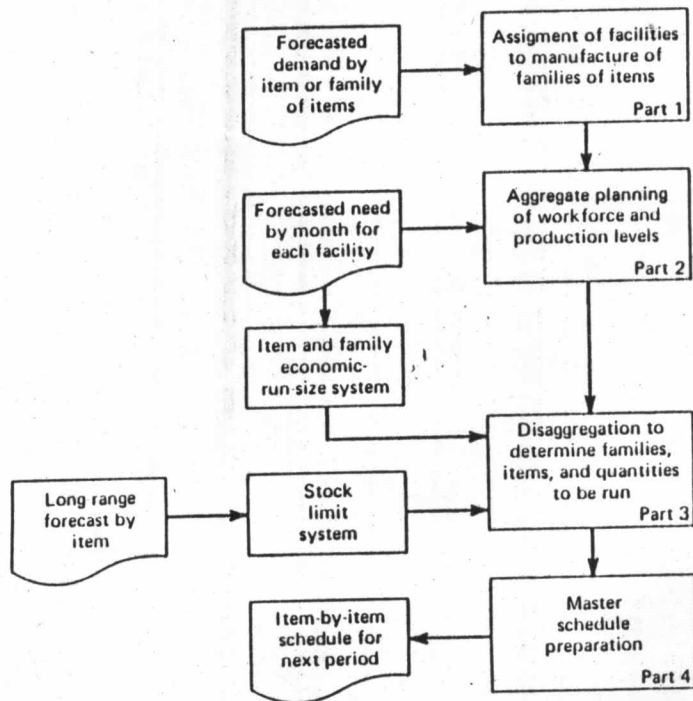 Forecasted
demand by
item or family
of items
Assigment of facilities
to manufacture of
families of items
Part 1
Forecasted need
by month for
each facility
Aggregate planning
of workforce and
production levels
Part 2
Item and family
economic-
run-size system
Disaggregation to
determine families,
items, and quantities
to be run
Part 3
Long range
forecast by
item
Stock
limit
system
Item-by-item
schedule for
next period
Master
schedule
preparation
Part 4